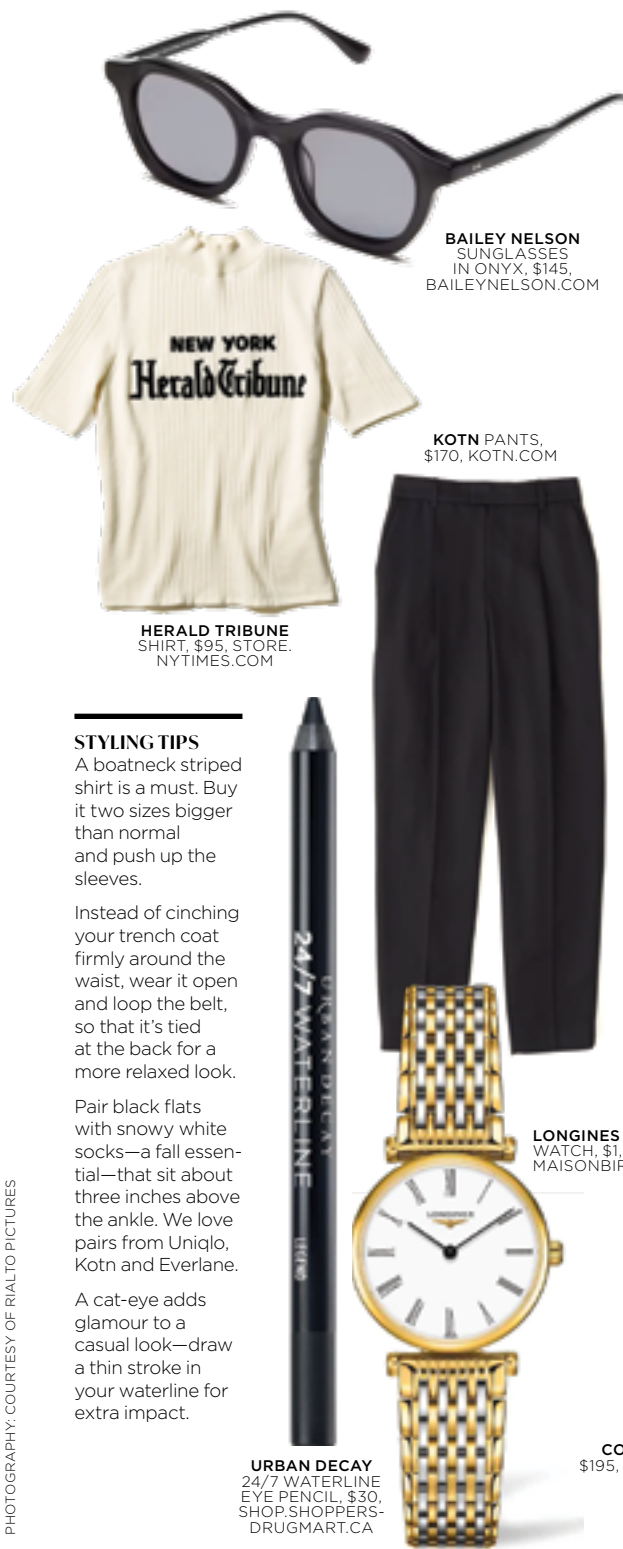 BAILEY NELSON
SUNGLASSES
IN ONYX, $145,
BAILEYNELSON.COM
NEW YORK
Herald Tribune
KOTN PANTS,
$170, KOTN.COM
HERALD TRIBUNE
SHIRT, $95, STORE.
NYTIMES.COM
STYLING TIPS
A boatneck striped
shirt is a must. Buy
it two sizes bigger
than normal
and push up the
sleeves.
Instead of cinching
your trench coat
firmly around the
waist, wear it open
and loop the belt,
so that it’s tied
at the back for a
more relaxed look.
Pair black flats
with snowy white
socks—a fall essen-
tial—that sit about
three inches above
the ankle. We love
pairs from Uniqlo,
Kotn and Everlane.
A cat-eye adds
glamour to a
casual look—draw
a thin stroke in
your waterline for
extra impact.
URBAN DECAY
24/7 WATERLINE
LEGEND
LONGINES
WATCH, $1,
MAISONBIR
LONGINES
URBAN DECAY
24/7 WATERLINE
EYE PENCIL, $30,
SHOP.SHOPPERS-
DRUGMART.CA
CO
$195,
PHOTOGRAPHY: COURTESY OF RIALTO PICTURES